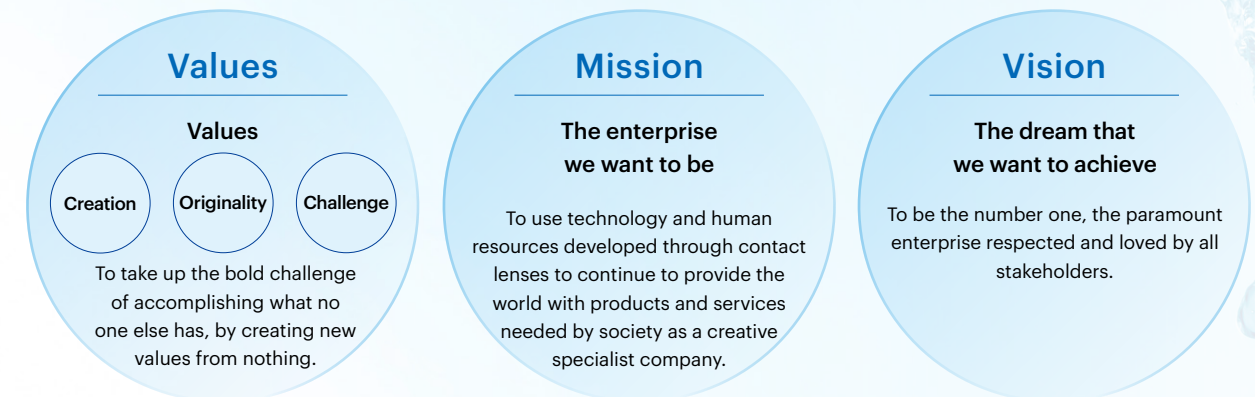 Values
Values
Creation
Originality
Challenge
To take up the bold challenge
of accomplishing what no
one else has, by creating new
values from nothing.
Mission
The enterprise
we want to be
To use technology and human
resources developed through contact
lenses to continue to provide the
world with products and services
needed by society as a creative
specialist company.
Vision
The dream that
we want to achieve
To be the number one, the paramount
enterprise respected and loved by all
stakeholders.